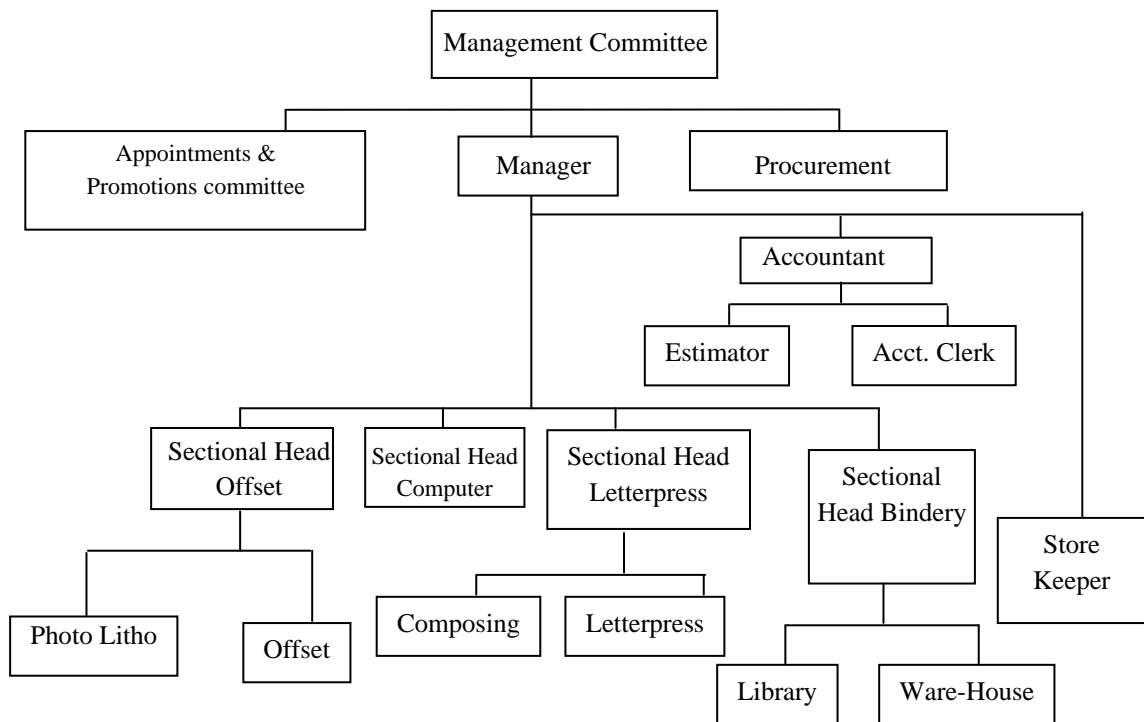 Management Committee
Appointments &
Promotions committee
Manager
Procurement
Accountant
Estimator
Acct. Clerk
Sectional Head
Offset
Sectional Head
Computer
Sectional Head
Letterpress
Sectional
Head Bindery
Store
Keeper
Photo Litho
Offset
Composing
Letterpress
Library
Ware-House